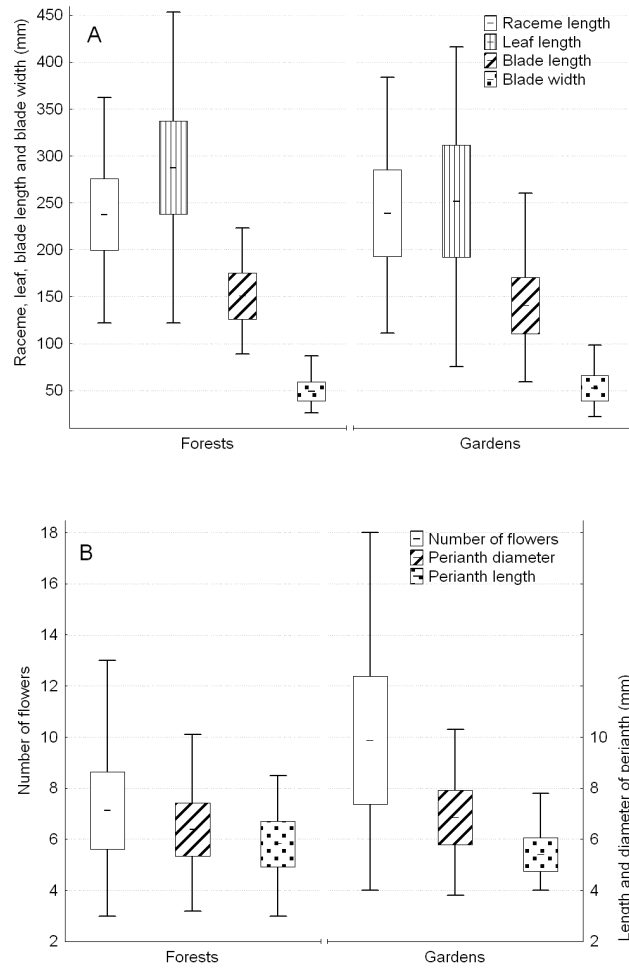 A
Raceme length
Leaf length
Blade length
Blade width
Raceme, leaf, blade length and blade width (mm)
450
400
350
300
250
200
150
100
50
Forests
Gardens
B
Number of flowers
Perianth diameter
Perianth length
Number of flowers
18
16
14
12
10
8
6
4
2
10
8
6
4
2
Length and diameter of perianth (mm)
Forests
Gardens